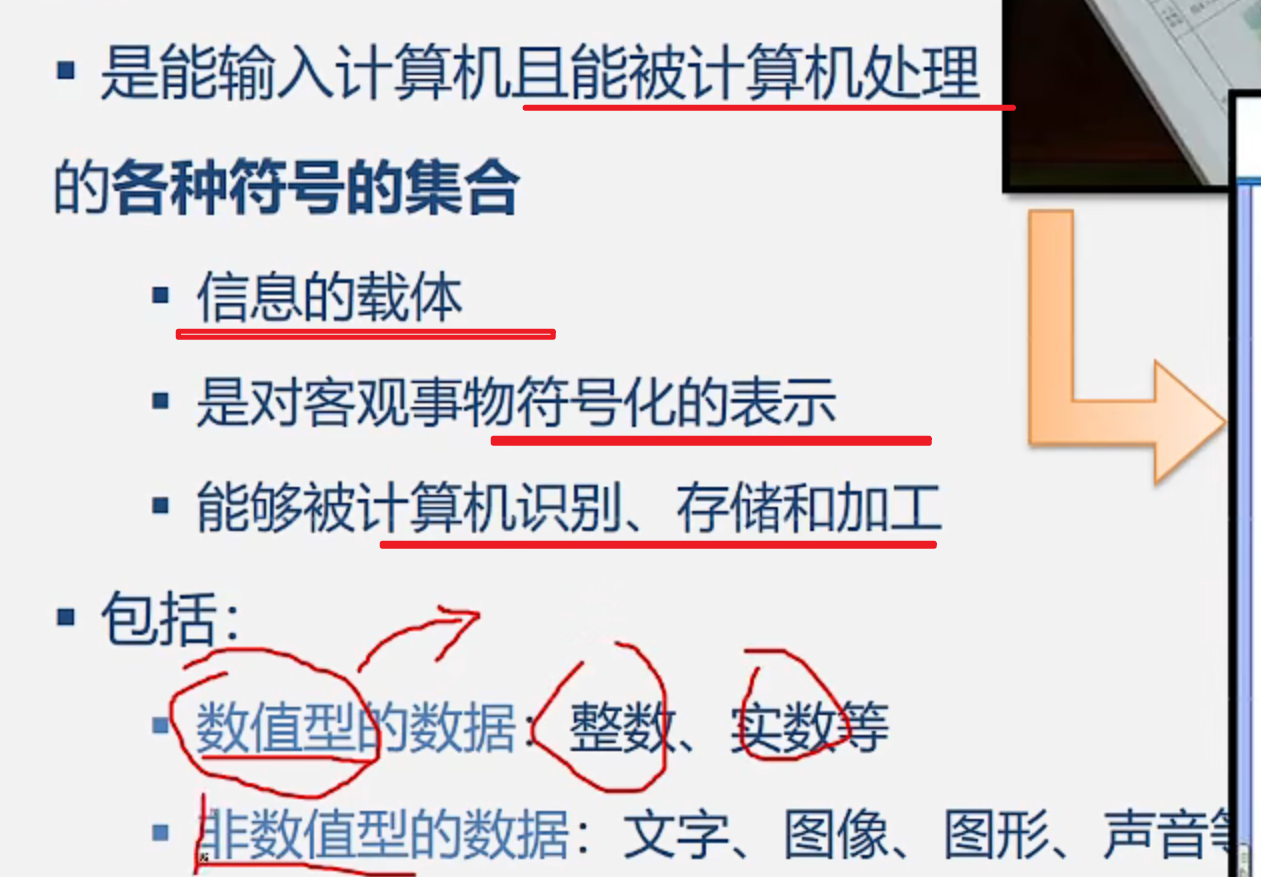 ▪ 是能输入计算机且能被计算机处理
的各种符号的集合
▪ 信息的载体
▪ 是对客观事物符号化的表示
▪ 能够被计算机识别、存储和加工
▪ 包括：
▪ 数值型的数据：整数、实数等
▪ 非数值型的数据：文字、图像、图形、声音等